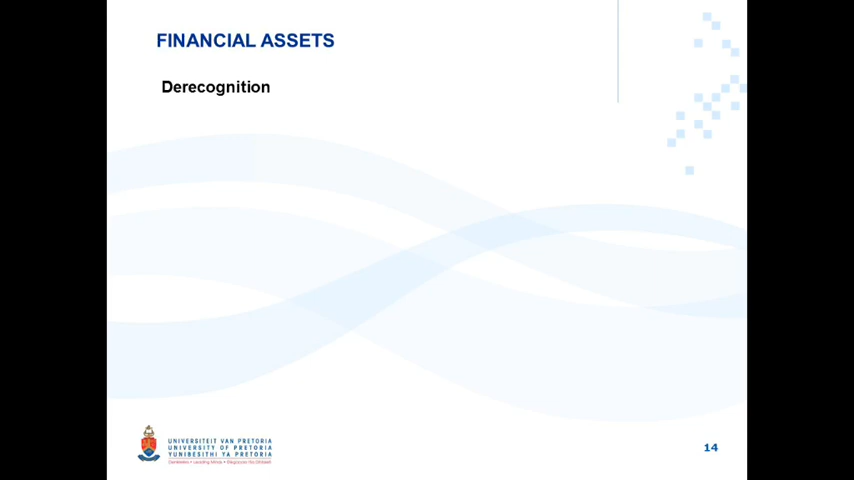 FINANCIAL ASSETS
Derecognition
UNIVERSITEIT VAN PRETORIA
UNIVERSITY OF PRETORIA
YUNIBESITHI YA PRETORIA
14